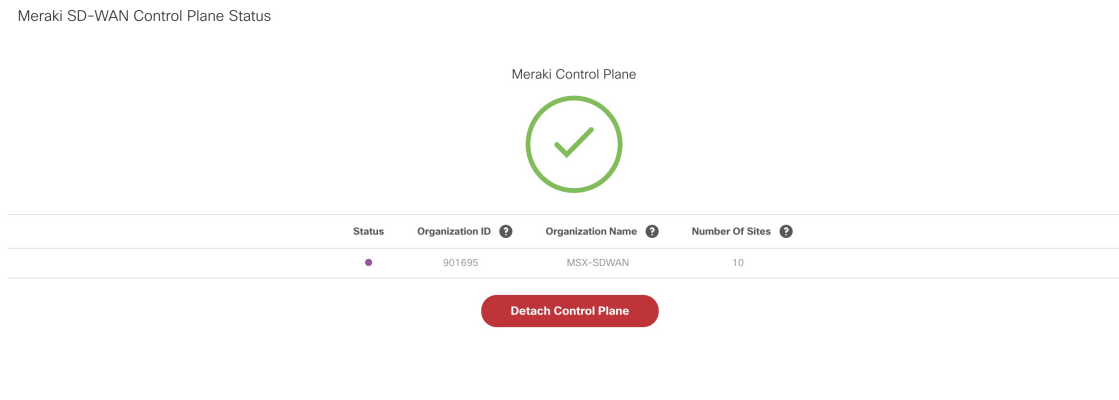 Meraki SD-WAN Control Plane Status
Meraki Control Plane
Status Organization ID ? Organization Name ? Number Of Sites ?
901695 MSX-SDWAN 10
Detach Control Plane